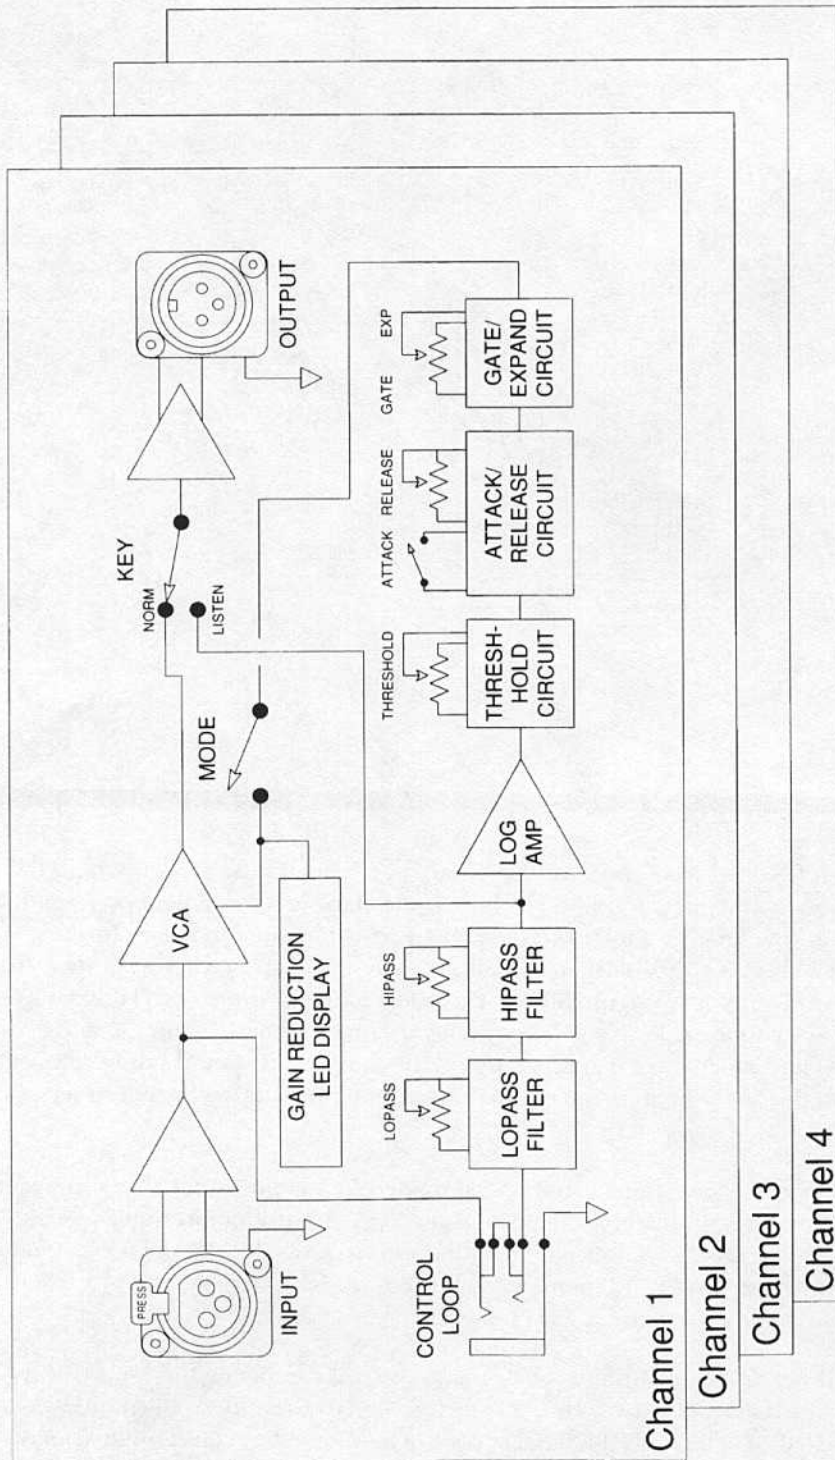 PRESS
INPUT
VCA
GAIN REDUCTION
LED DISPLAY
MODE
NORM
LISTEN
KEY
OUTPUT
CONTROL
LOOP
LOPASS
LOPASS
FILTER
HIPASS
HIPASS
FILTER
LOG
AMP
THRESHOLD
THRESH-
HOLD
CIRCUIT
ATTACK
RELEASE
ATTACK/
RELEASE
CIRCUIT
GATE
EXP
GATE/
EXPAND
CIRCUIT
Channel 1
Channel 2
Channel 3
Channel 4